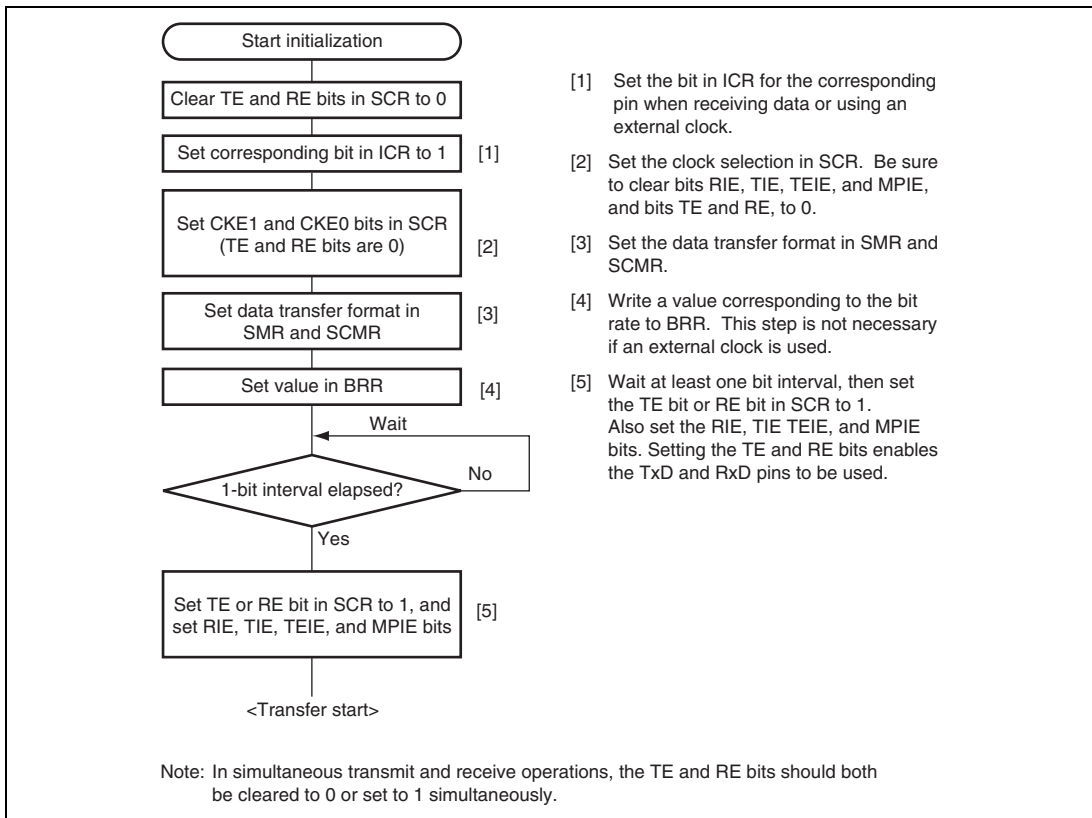 Start initialization
Clear TE and RE bits in SCR to 0
Set corresponding bit in ICR to 1
[1]
Set CKE1 and CKE0 bits in SCR
(TE and RE bits are 0)
[2]
Set data transfer format in
SMR and SCMR
[3]
Set value in BRR
[4]
Wait
No
1-bit interval elapsed?
Yes
Set TE or RE bit in SCR to 1, and
set RIE, TIE, TEIE, and MPIE bits
[5]
<Transfer start>
[1] Set the bit in ICR for the corresponding
pin when receiving data or using an
external clock.
[2] Set the clock selection in SCR. Be sure
to clear bits RIE, TIE, TEIE, and MPIE,
and bits TE and RE, to 0.
[3] Set the data transfer format in SMR and
SCMR.
[4] Write a value corresponding to the bit
rate to BRR. This step is not necessary
if an external clock is used.
[5] Wait at least one bit interval, then set
the TE bit or RE bit in SCR to 1.
Also set the RIE, TIE TEIE, and MPIE
bits. Setting the TE and RE bits enables
the TxD and RxD pins to be used.
Note: In simultaneous transmit and receive operations, the TE and RE bits should both
be cleared to 0 or set to 1 simultaneously.